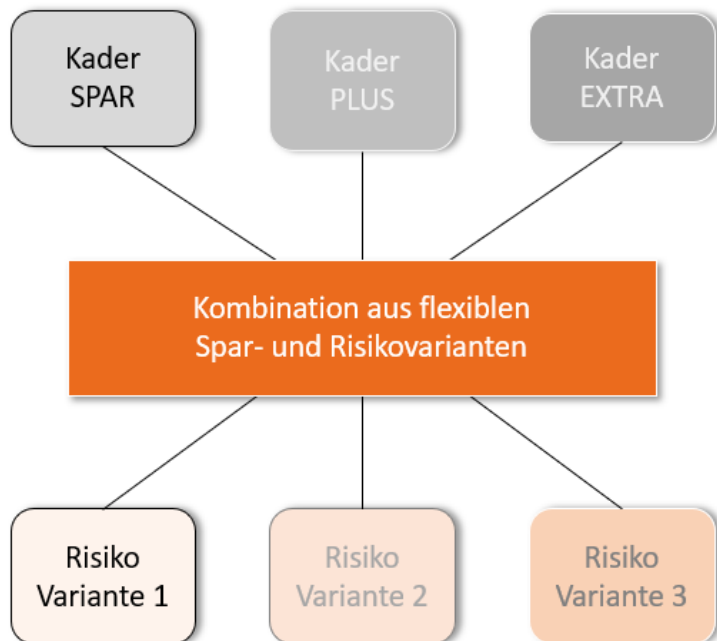 Kader
SPAR
Kader
PLUS
Kader
EXTRA
Kombination aus flexiblen
Spar- und Risikovarianten
Risiko
Variante 1
Risiko
Variante 2
Risiko
Variante 3